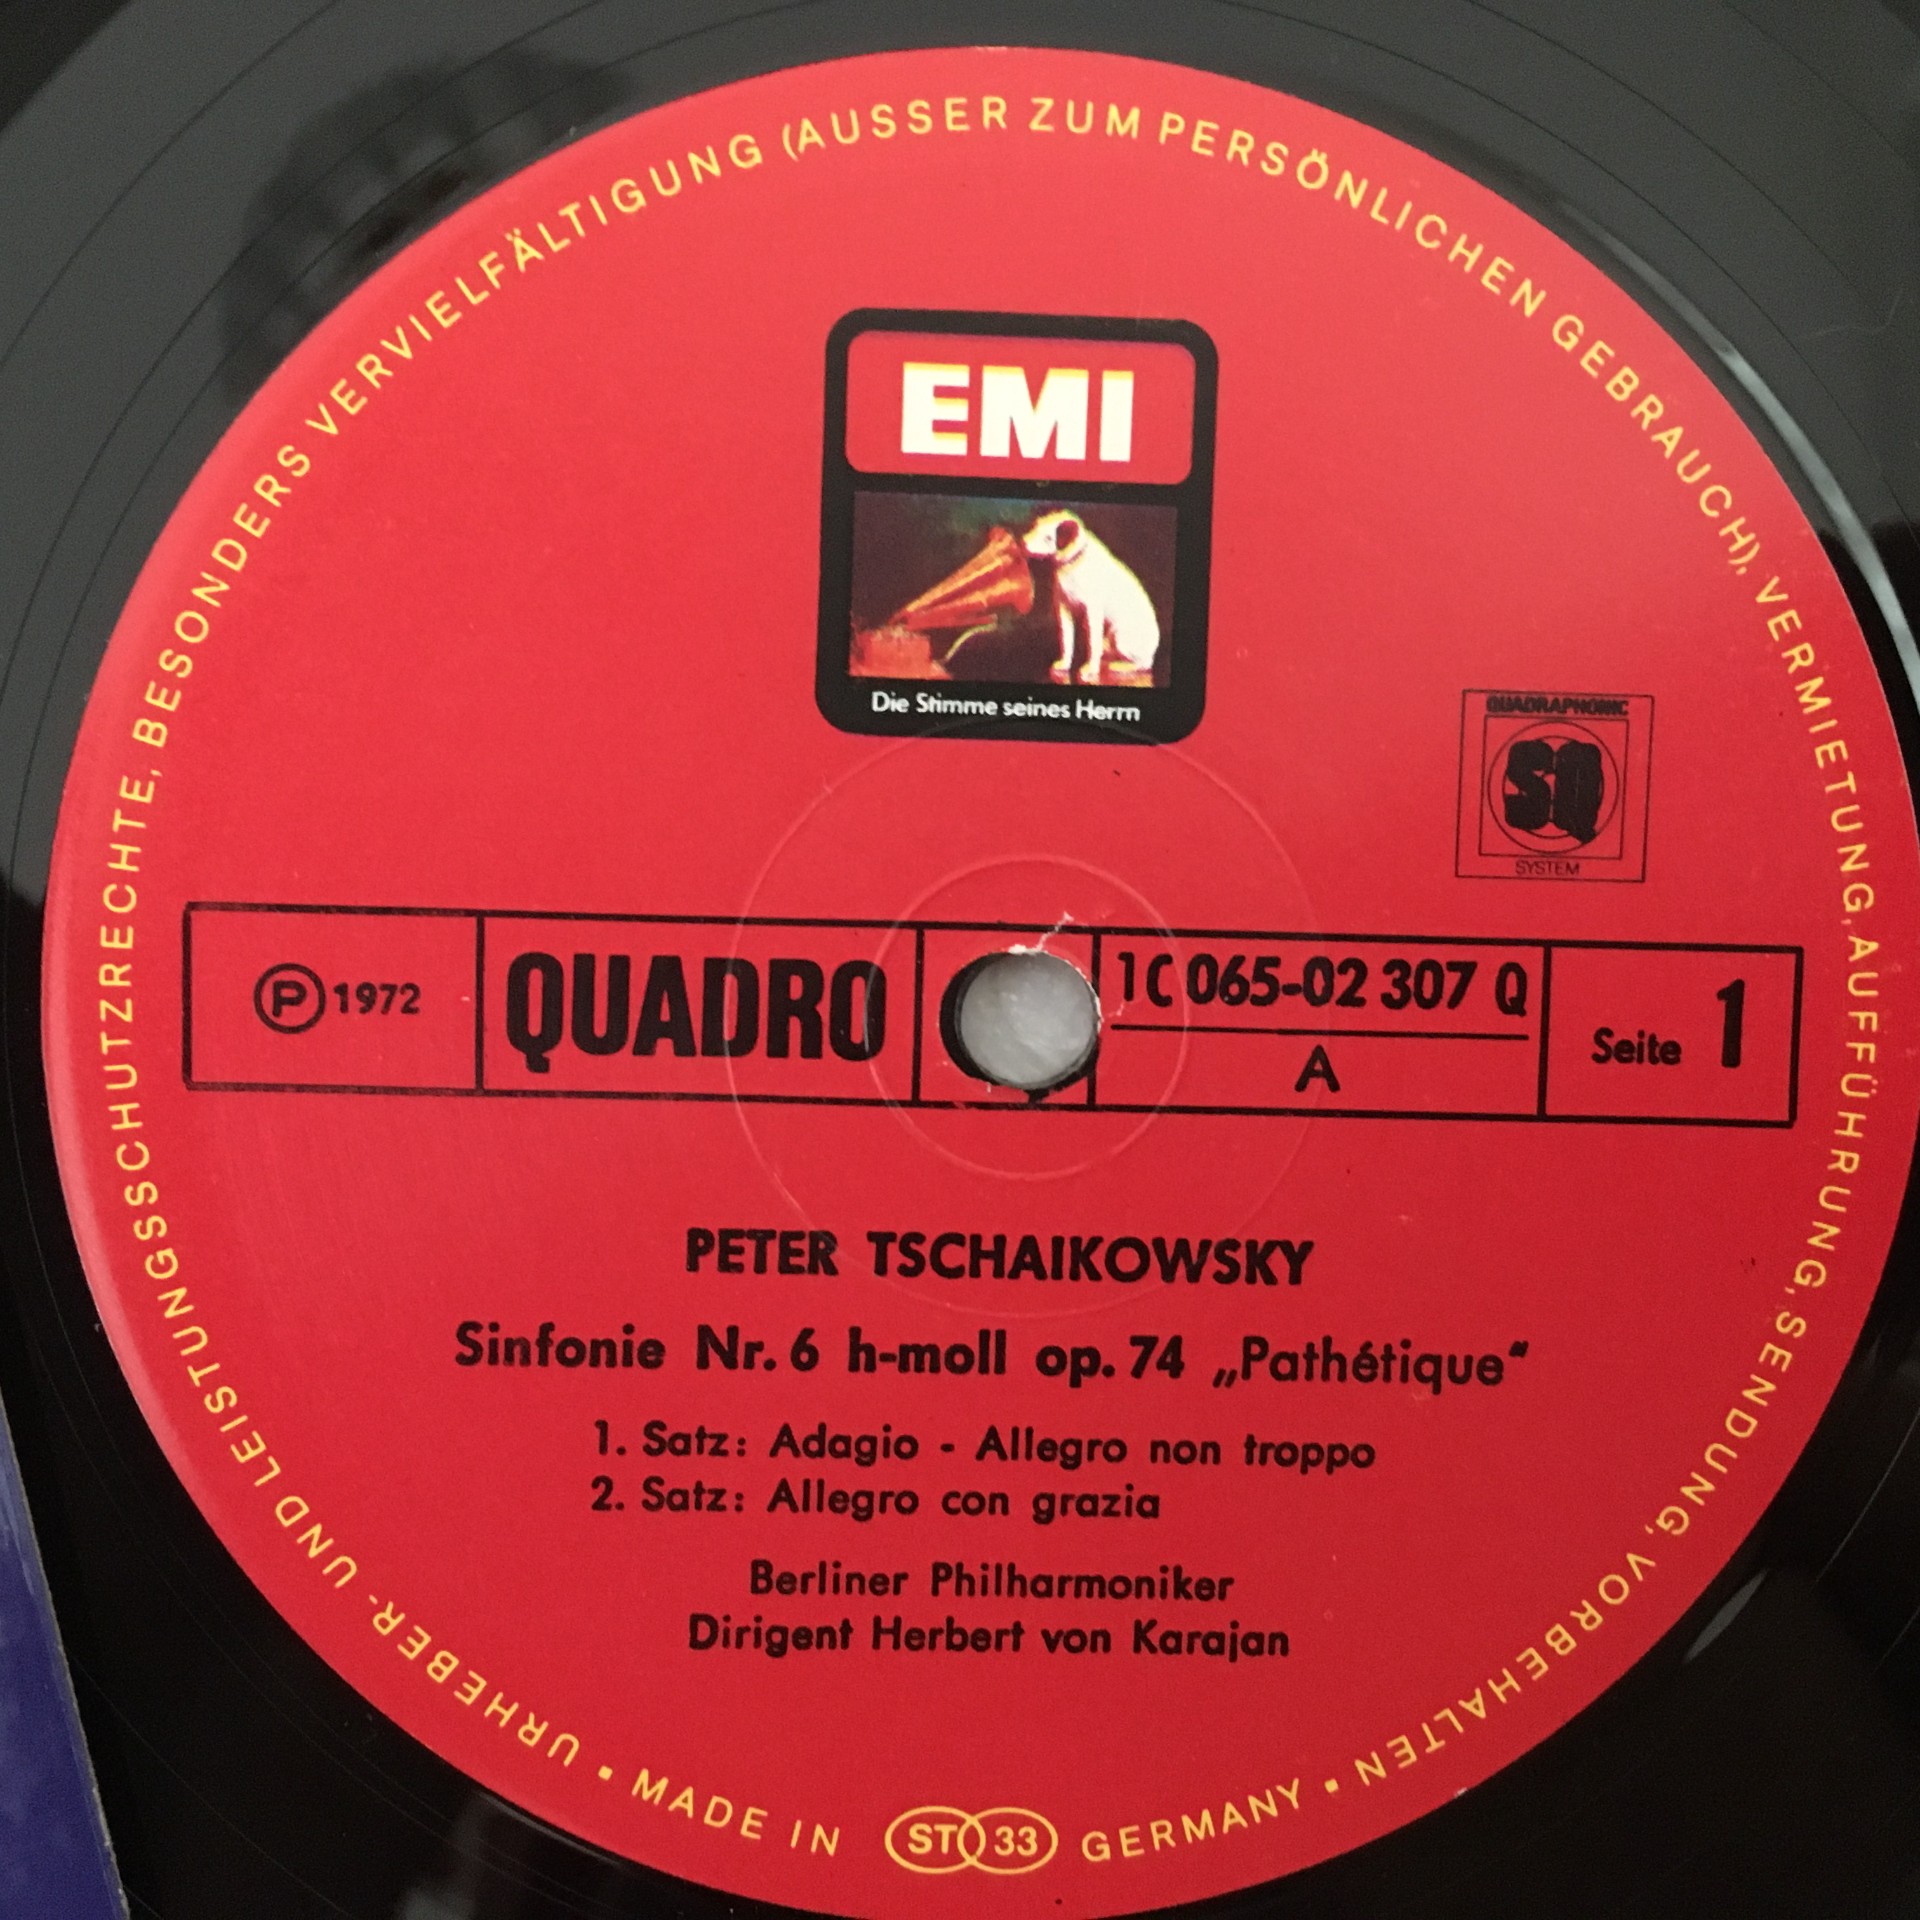 URHEBER- UND LEISTUNGSSCHUTZRECHTE, BESONDERS VERVIELFÄLTIGUNG (AUSSER ZUM PERSÖNLICHEN GEBRAUCH), VERMIETUNG, AUFFÜHRUNG, SENDUNG, VORBEHALTEN
EMI
Die Stimme seines Herrn
QUADRAPHONIC
SQ
SYSTEM
Ⓟ 1972
QUADRO
1C 065-02 307 Q
A
Seite 1
PETER TSCHAIKOWSKY
Sinfonie Nr. 6 h-moll op. 74 „Pathétique“
1. Satz: Adagio - Allegro non troppo
2. Satz: Allegro con grazia
Berliner Philharmoniker
Dirigent Herbert von Karajan
• MADE IN ST 33 GERMANY •